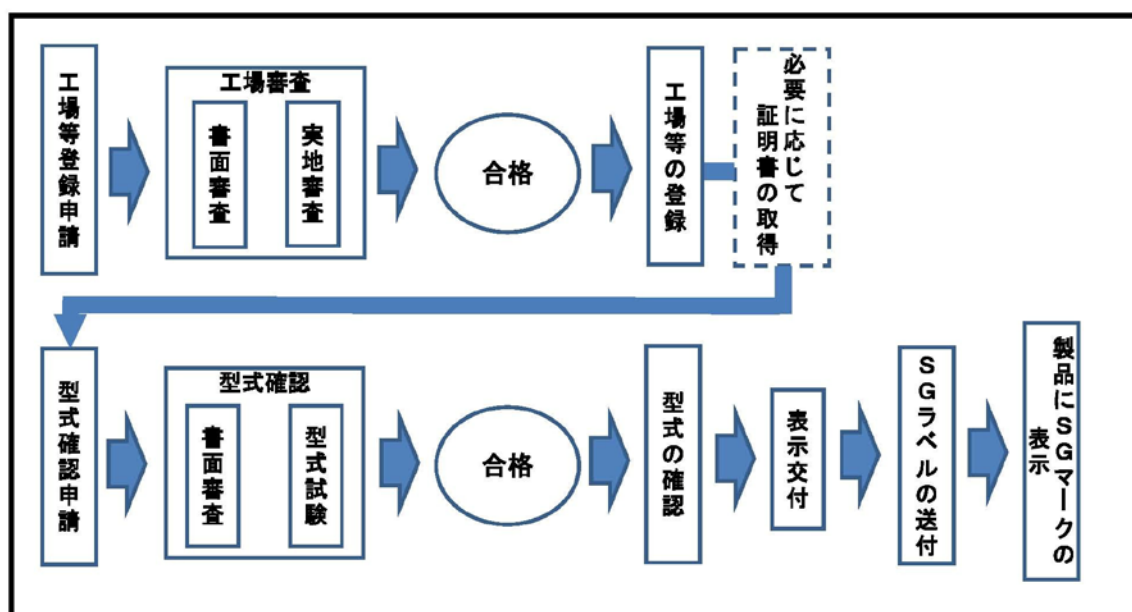 工場等登録申請
工場審査
書面審査
実地審査
合格
工場等の登録
必要に応じて
証明書の取得
型式確認申請
型式確認
書面審査
型式試験
合格
型式の確認
表示交付
SGラベルの送付
製品にSGマークの
表示